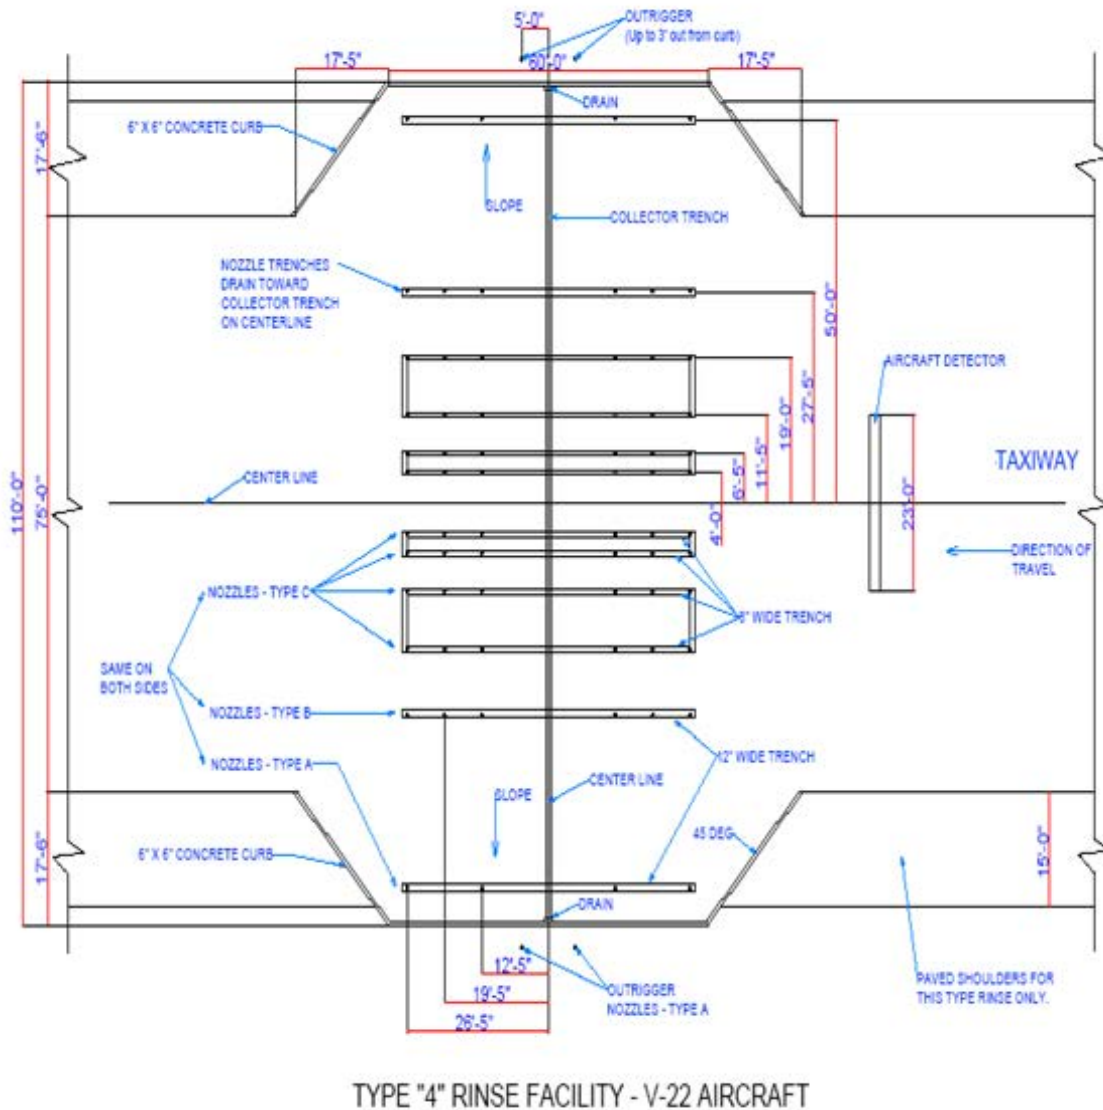 5'-0"
OUTRIGGER
(Up to 3' out from curb)
17'-5"
60'-0"
17'-5"
DRAIN
6" X 6" CONCRETE CURB
17'-6"
SLOPE
COLLECTOR TRENCH
NOZZLE TRENCHES
DRAIN TOWARD
COLLECTOR TRENCH
ON CENTERLINE
50'-0"
AIRCRAFT DETECTOR
27'-5"
19'-0"
11'-5"
6'-5"
4'-0"
TAXIWAY
CENTER LINE
110'-0"
75'-0"
23'-0"
DIRECTION OF
TRAVEL
NOZZLES - TYPE C
WIDE TRENCH
SAME ON
BOTH SIDES
NOZZLES - TYPE B
NOZZLES - TYPE A
12" WIDE TRENCH
SLOPE
CENTER LINE
45 DEG
17'-6"
6" X 6" CONCRETE CURB
15'-0"
DRAIN
12'-5"
19'-5"
26'-5"
OUTRIGGER
NOZZLES - TYPE A
PAVED SHOULDERS FOR
THIS TYPE RINSE ONLY.
TYPE "4" RINSE FACILITY - V-22 AIRCRAFT